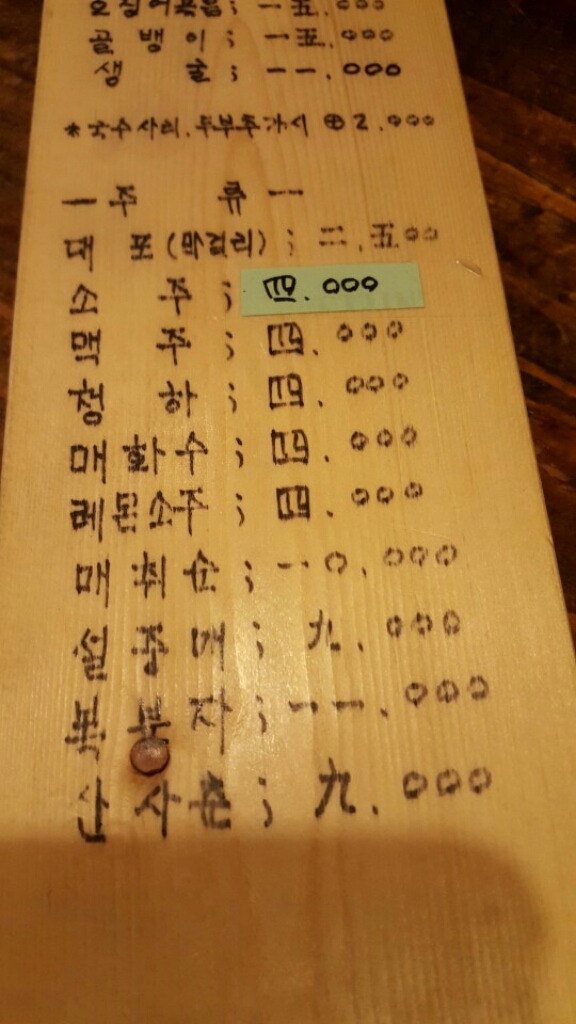 오징어볶음; 一五.000
골뱅이; 一五.000
생굴; 一一.000
*국수사리.두부추가시 ⊕2.000
-주 류-
대포(막걸리); 二.五00
소주; 四.000
맥주; 四.000
청하; 四.000
매화수; 四.000
레몬소주; 四.000
매취순; 一0.000
설중매; 九.000
복분자; 一一.000
산사춘; 九.000